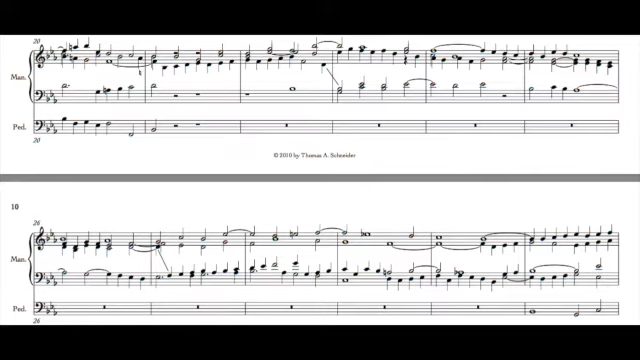 20
Man.
Ped.
20
© 2010 by Thomas A. Schneider
10
26
Man.
Ped.
26